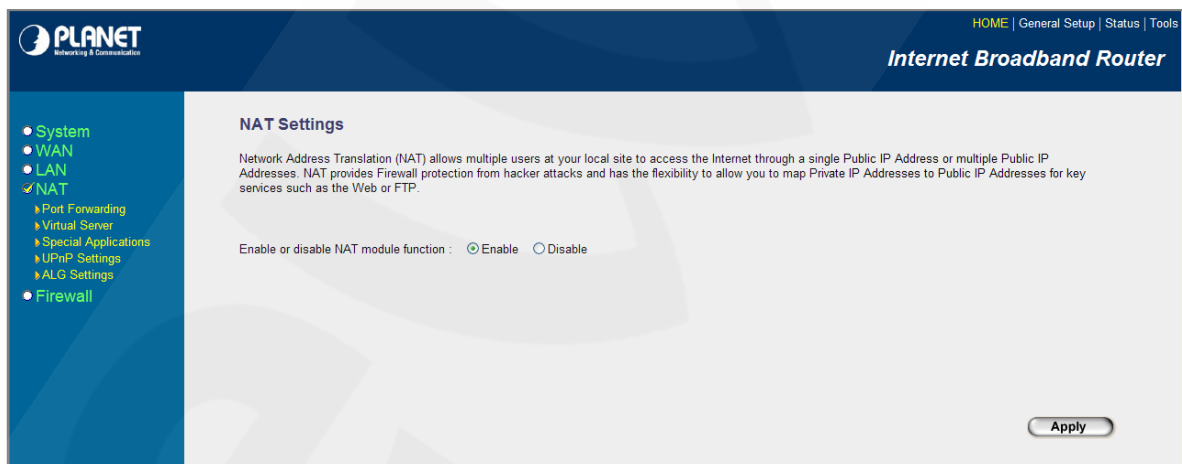 PLANET
Networking & Communication
HOME | General Setup | Status | Tools
Internet Broadband Router
System
WAN
LAN
NAT
Port Forwarding
Virtual Server
Special Applications
UPnP Settings
ALG Settings
Firewall
NAT Settings
Network Address Translation (NAT) allows multiple users at your local site to access the Internet through a single Public IP Address or multiple Public IP
Addresses. NAT provides Firewall protection from hacker attacks and has the flexibility to allow you to map Private IP Addresses to Public IP Addresses for key
services such as the Web or FTP.
Enable or disable NAT module function : Enable Disable
Apply